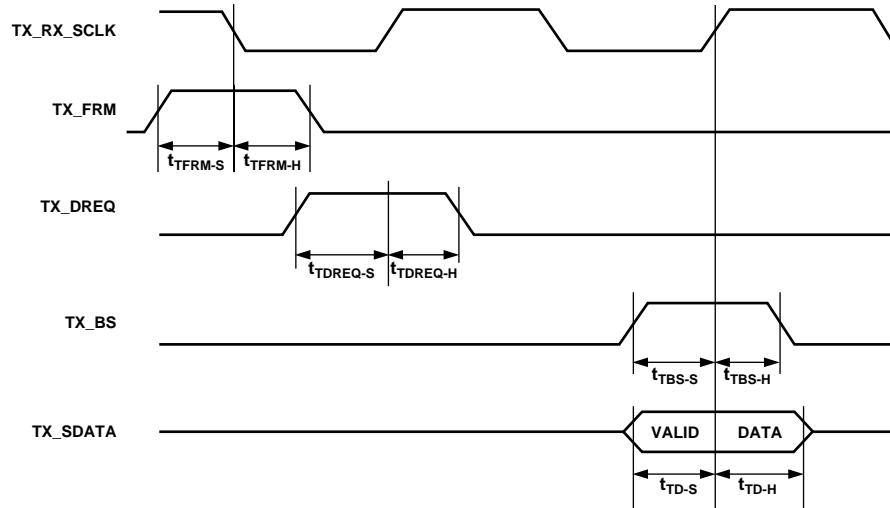 TX_RX_SCLK
TX_FRM
tTFRM-S tTFRM-H
TX_DREQ
tTDREQ-S tTDREQ-H
TX_BS
tTBS-S tTBS-H
TX_SDATA VALID DATA
tTD-S tTD-H